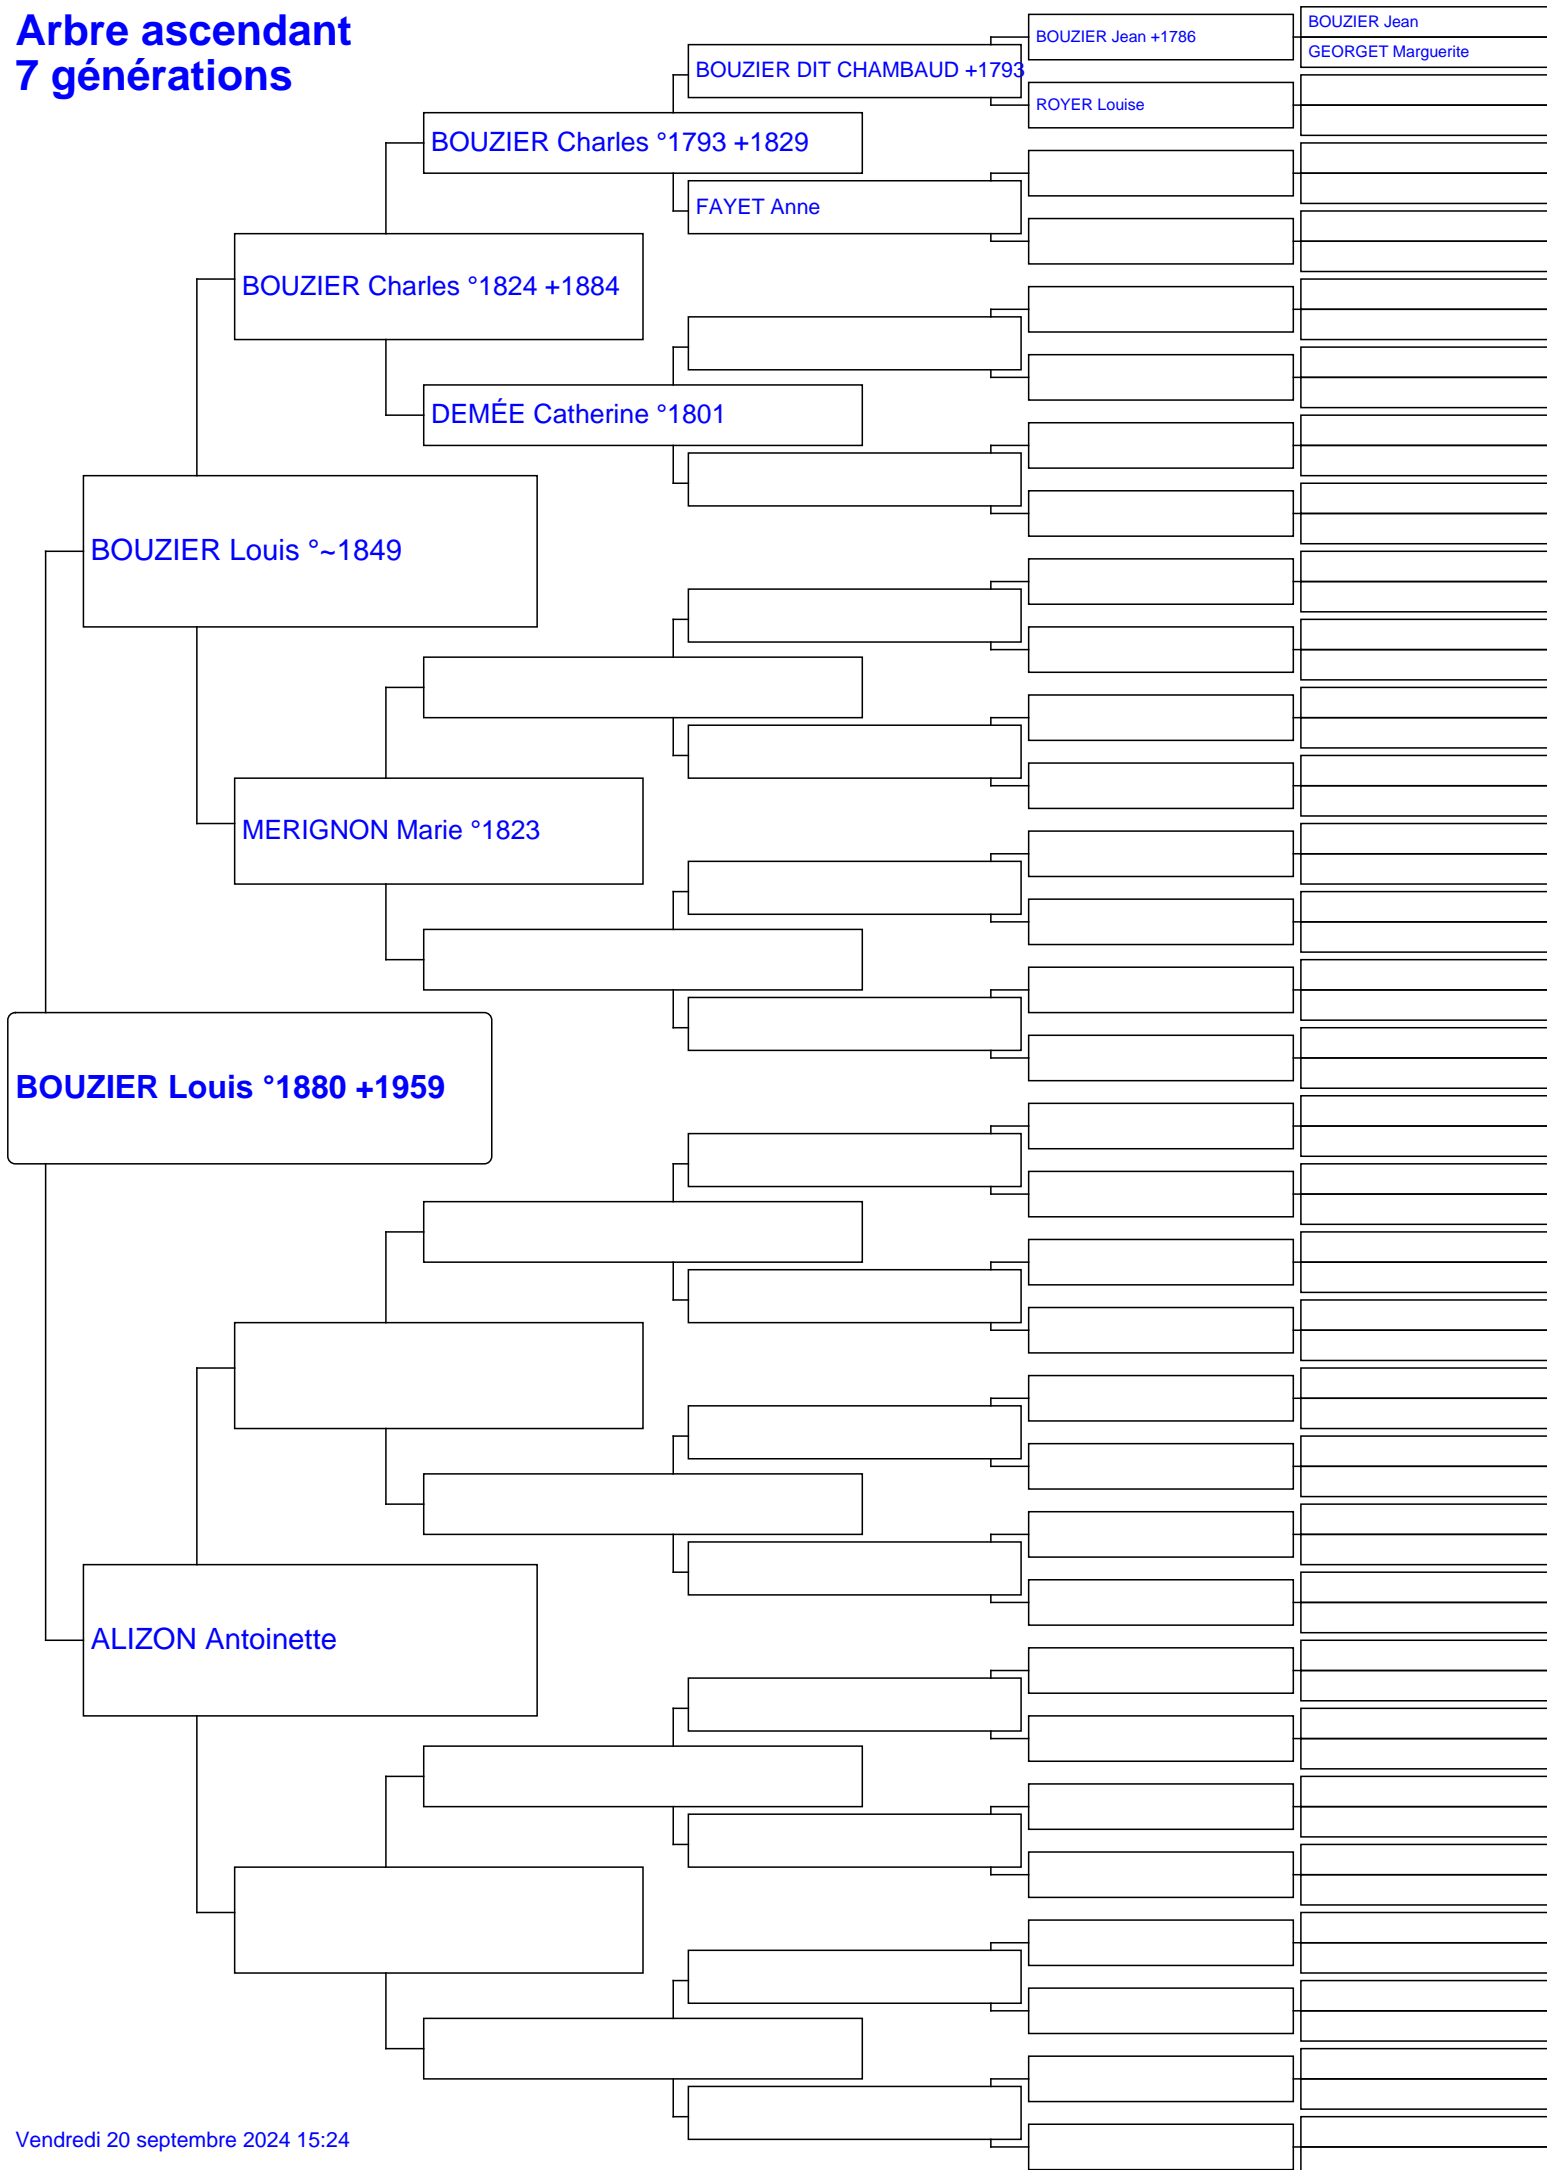 Arbre ascendant
7 générations
BOUZIER Jean
BOUZIER Jean +1786
GEORGET Marguerite
BOUZIER DIT CHAMBAUD +1793
ROYER Louise
BOUZIER Charles °1793 +1829
FAYET Anne
BOUZIER Charles °1824 +1884
DEMÉE Catherine °1801
BOUZIER Louis °~1849
MERIGNON Marie °1823
BOUZIER Louis °1880 +1959
ALIZON Antoinette
Vendredi 20 septembre 2024 15:24